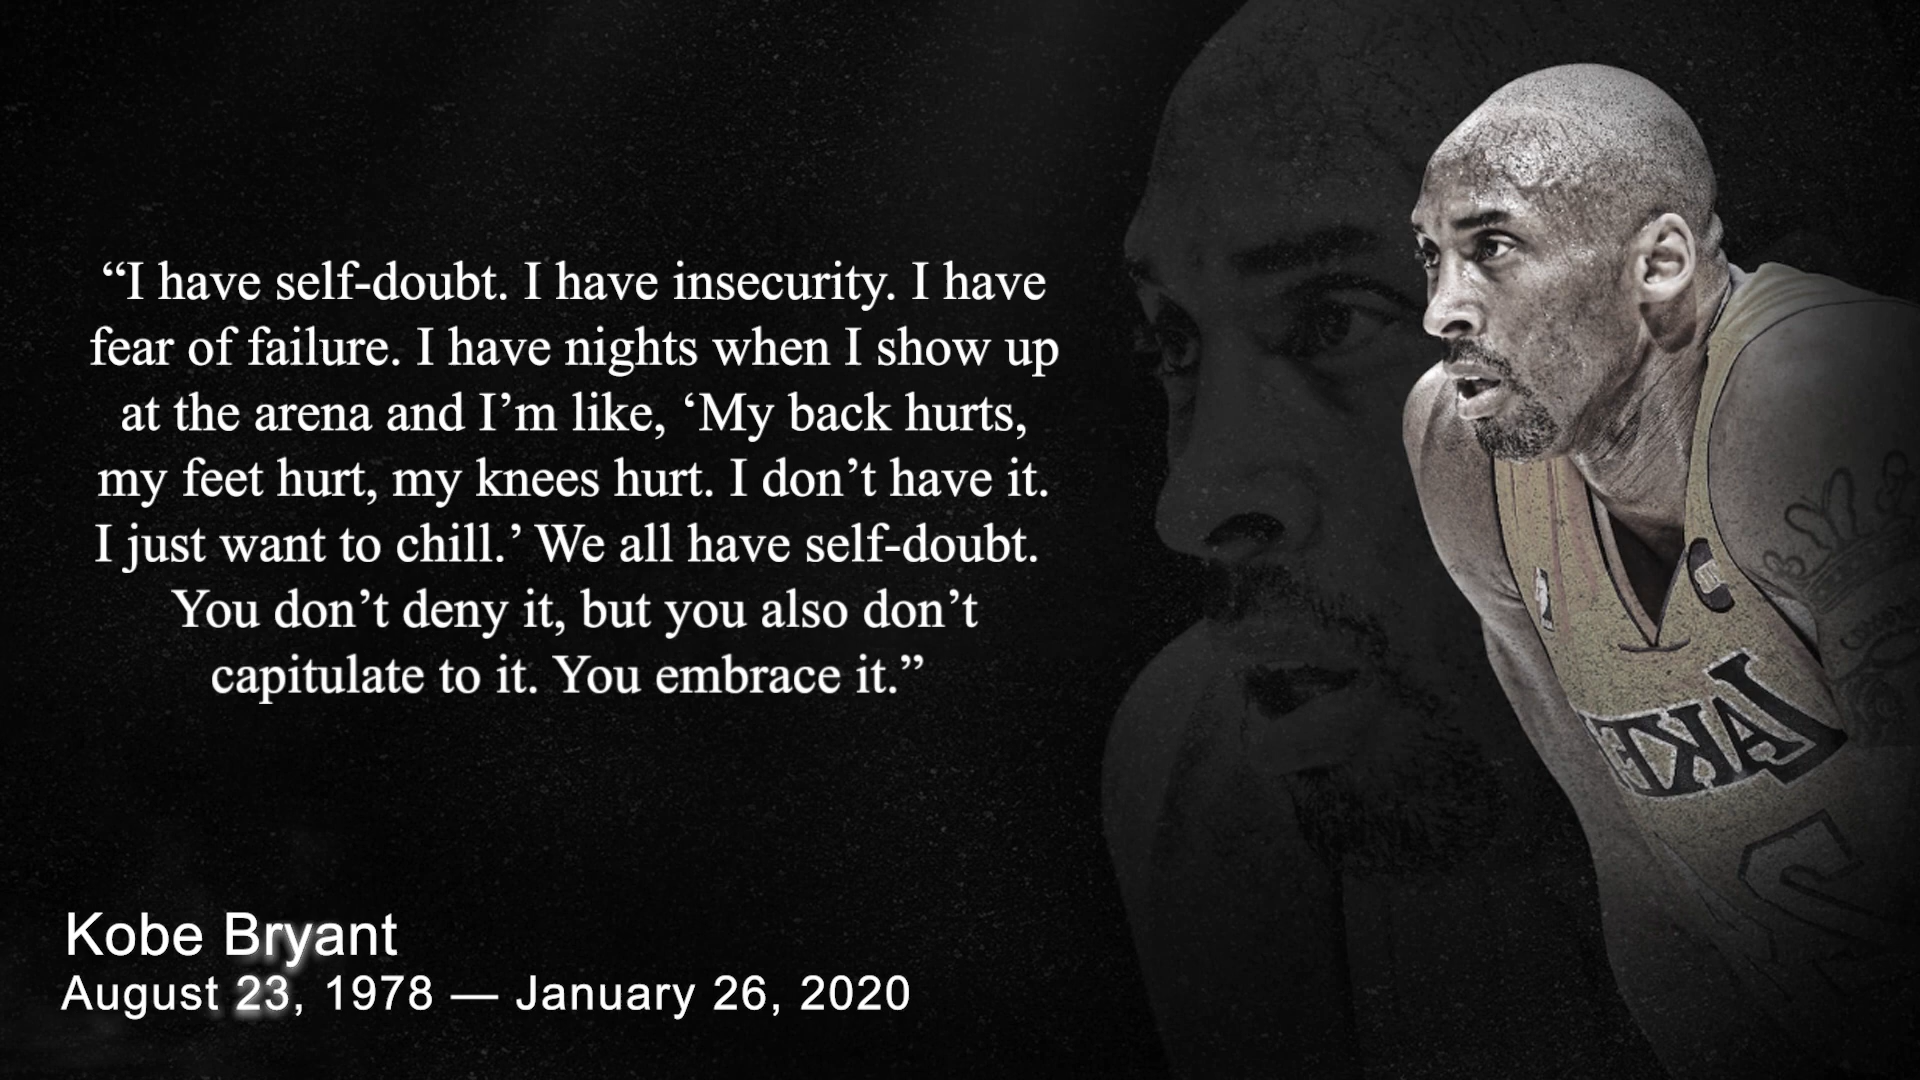 “I have self-doubt. I have insecurity. I have
fear of failure. I have nights when I show up
at the arena and I’m like, ‘My back hurts,
my feet hurt, my knees hurt. I don’t have it.
I just want to chill.’ We all have self-doubt.
You don’t deny it, but you also don’t
capitulate to it. You embrace it.”
LAKE
Kobe Bryant
August 23, 1978 — January 26, 2020